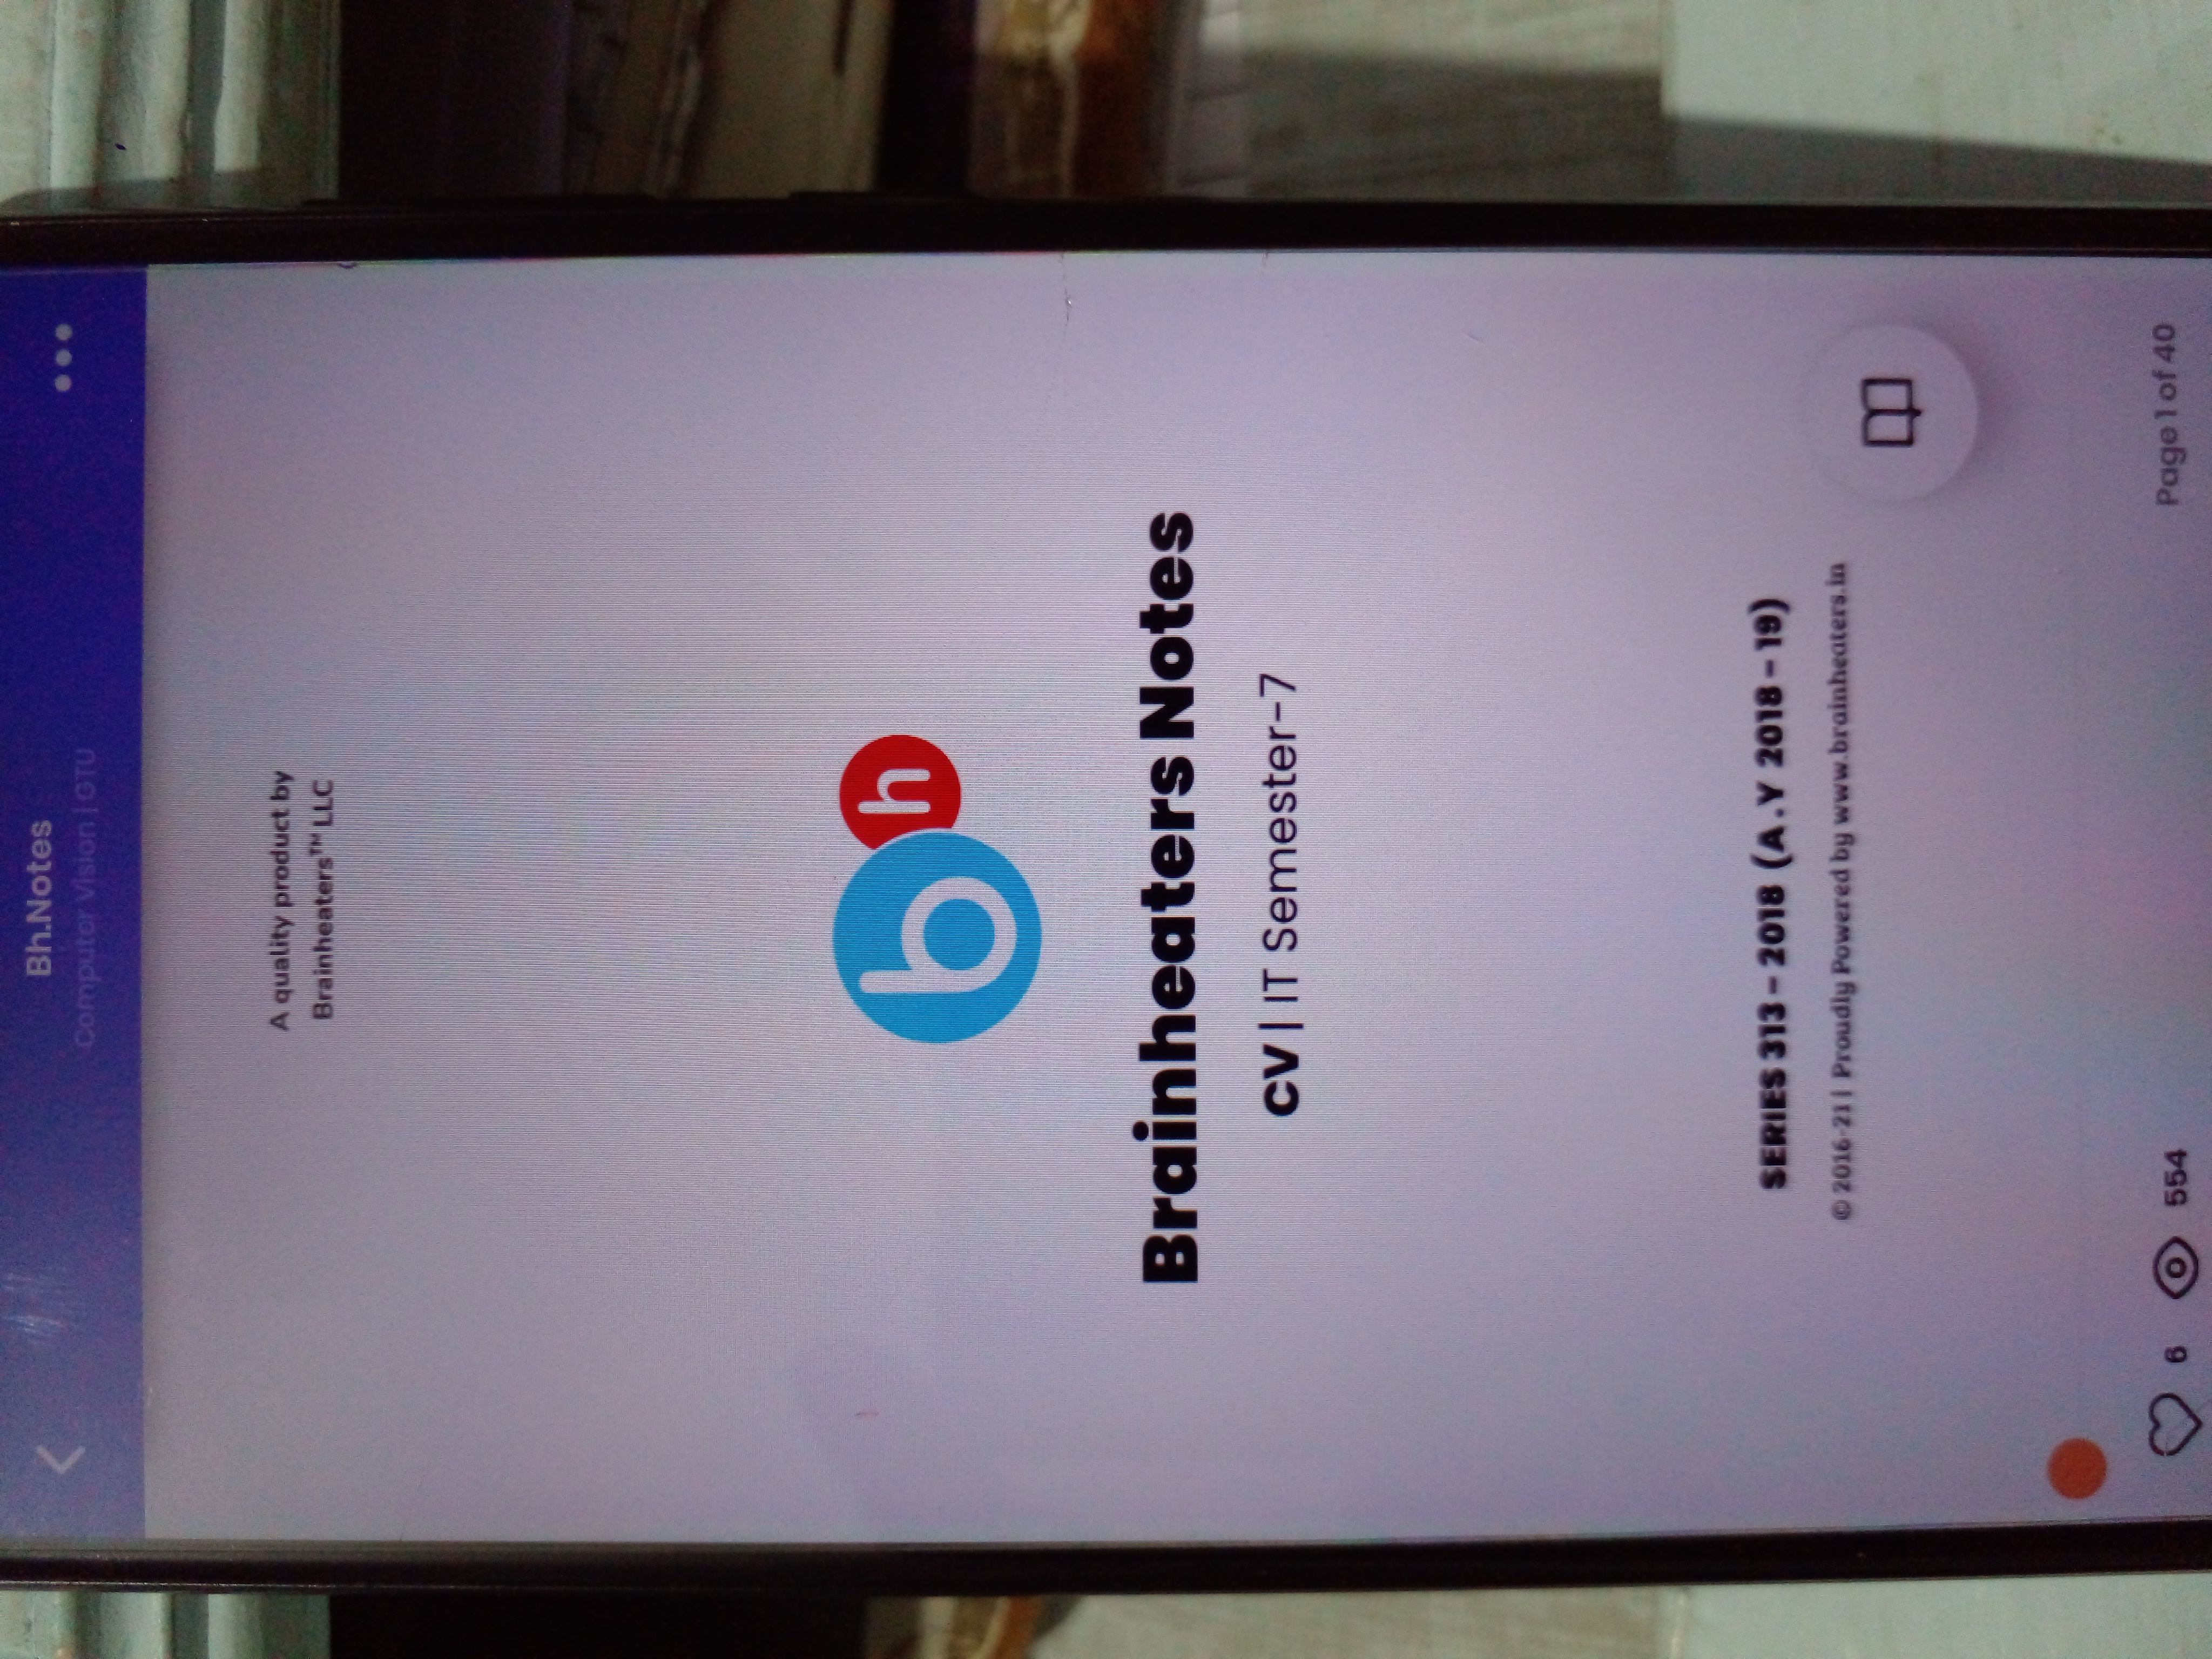 Bh.Notes
Computer Vision | GTU
A quality product by
Brainheaters™ LLC
b h
Brainheaters Notes
CV | IT Semester-7
SERIES 313 - 2018 (A .Y 2018 - 19)
© 2016-21 | Proudly Powered by www.brainheaters.in
6 554
Page 1 of 40